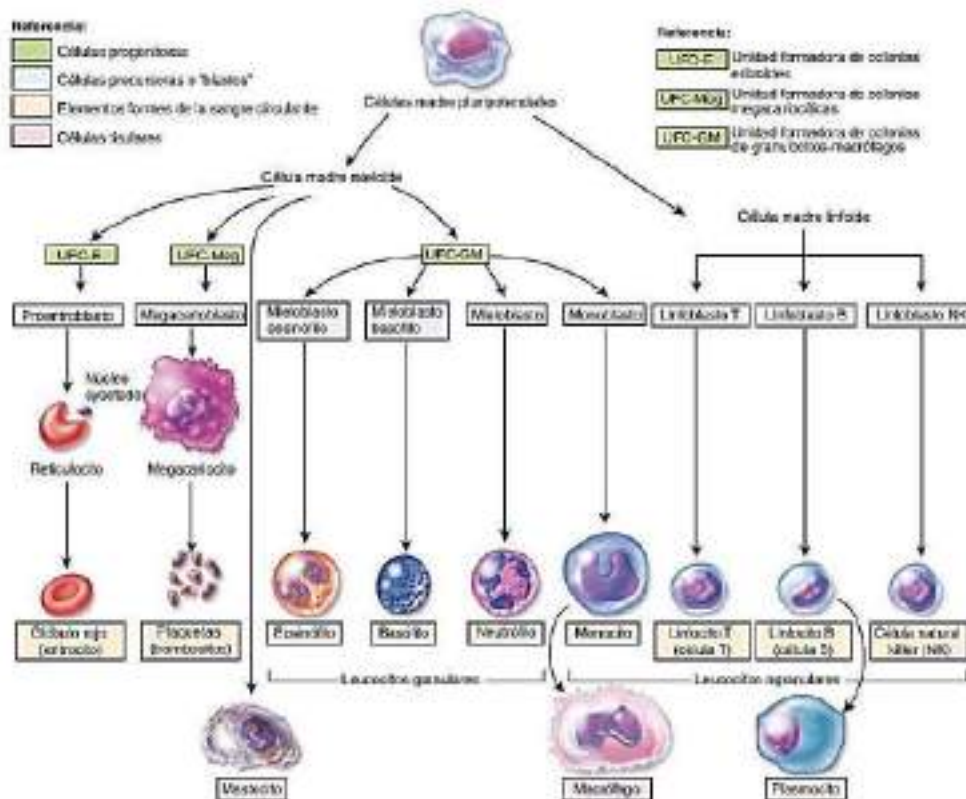 Referencia:
Células progenitoras
Células precursoras o "blastos"
Elementos formes de la sangre circulante
Células tisulares
Células madre pluripotenciales
Referencia:
UFC-E Unidad formadora de colonias
eritroides
UFC-Meg Unidad formadora de colonias
megacariocíticas
UFC-GM Unidad formadora de colonias
de granulocitos-macrófagos
Célula madre mieloide
Célula madre linfoide
UFC-E
UFC-Meg
UFC-GM
Proeritroblasto
Megacarioblasto
Mieloblasto
eosinófilo
Mieloblasto
basófilo
Mieloblasto
Monoblasto
Linfoblasto T
Linfoblasto B
Linfoblasto NK
Núcleo
eyectado
Reticulocito
Megacariocito
Glóbulo rojo
(eritrocito)
Plaquetas
(trombocitos)
Eosinófilo
Basófilo
Neutrófilo
Monocito
Linfocito T
(célula T)
Linfocito B
(célula B)
Célula natural
killer (NK)
Leucocitos granulares
Leucocitos agranulares
Mastocito
Macrófago
Plasmocito